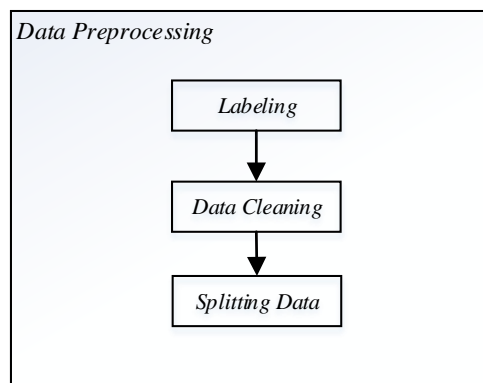 Data Preprocessing
Labeling
Data Cleaning
Splitting Data